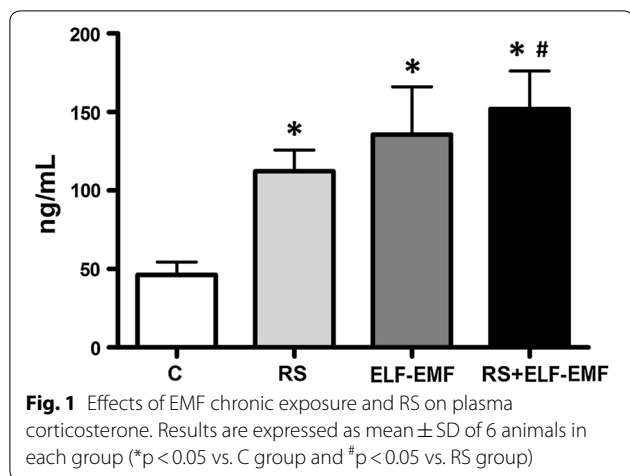 200
* #
*
150
*
100
50
0
ng/mL
C RS ELF-EMF RS+ELF-EMF
Fig. 1 Effects of EMF chronic exposure and RS on plasma
corticosterone. Results are expressed as mean ± SD of 6 animals in
each group (*p < 0.05 vs. C group and #p < 0.05 vs. RS group)